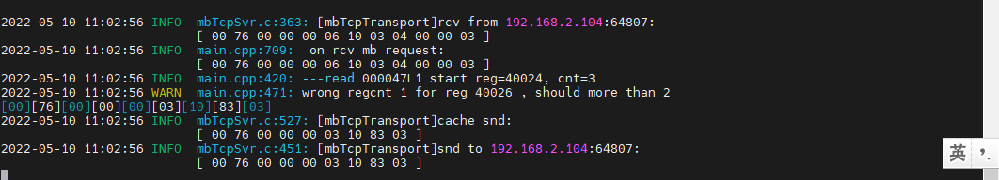 2022-05-10 11:02:56 INFO  mbTcpSvr.c:363: [mbTcpTransport]rcv from 192.168.2.104:64807:
[ 00 76 00 00 00 06 10 03 04 00 00 03 ]
2022-05-10 11:02:56 INFO  main.cpp:709:  on rcv mb request:
[ 00 76 00 00 00 06 10 03 04 00 00 03 ]
2022-05-10 11:02:56 INFO  main.cpp:420: ---read 000047L1 start reg=40024, cnt=3
2022-05-10 11:02:56 WARN  main.cpp:471: wrong regcnt 1 for reg 40026 , should more than 2
[00][76][00][00][00][03][10][83][03]
2022-05-10 11:02:56 INFO  mbTcpSvr.c:527: [mbTcpTransport]cache snd:
[ 00 76 00 00 00 03 10 83 03 ]
2022-05-10 11:02:56 INFO  mbTcpSvr.c:451: [mbTcpTransport]snd to 192.168.2.104:64807:
[ 00 76 00 00 00 03 10 83 03 ]
英